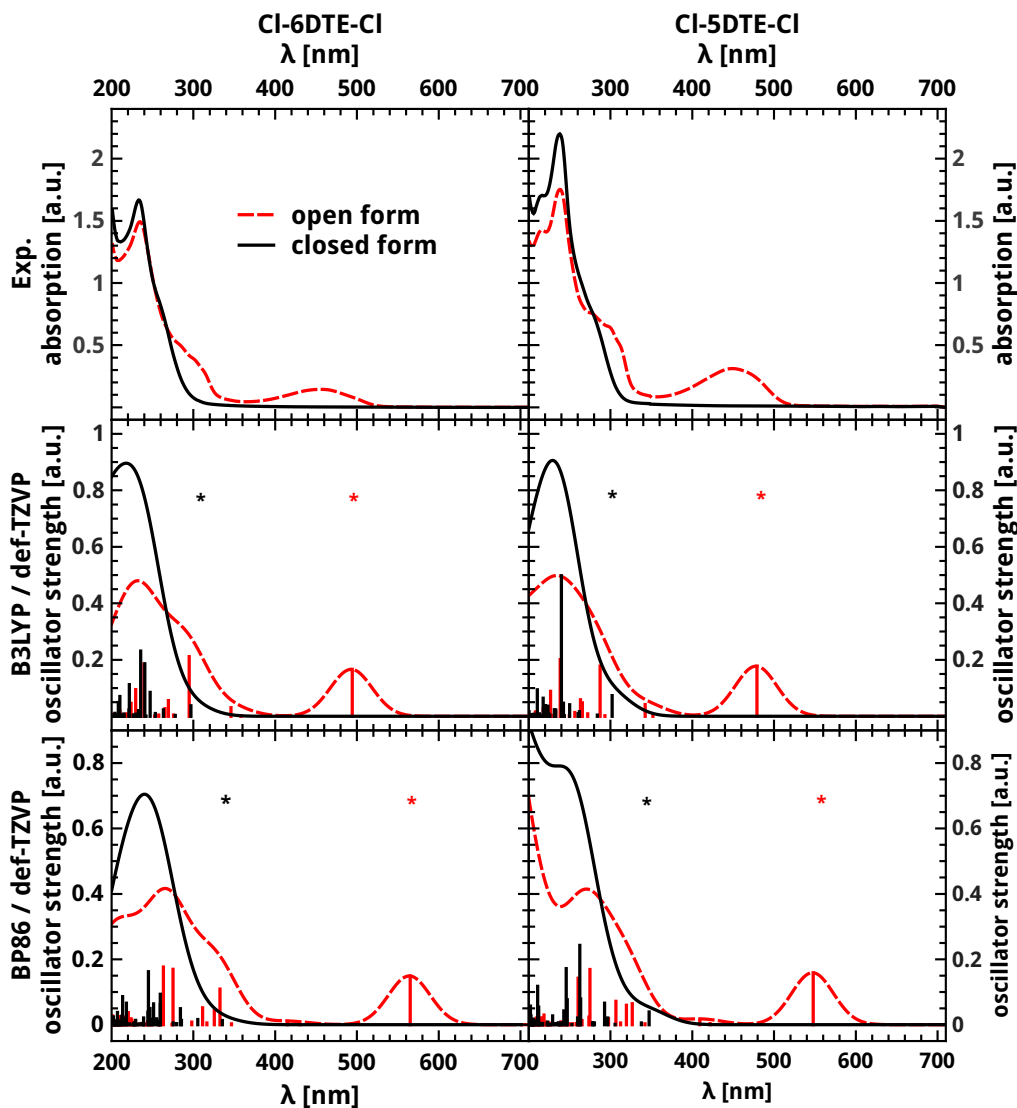 Cl-6DTE-Cl Cl-5DTE-Cl
λ [nm] λ [nm]
200 300 400 500 600 700 200 300 400 500 600 700
Exp.
absorption [a.u.]
2
1.5
1
0.5
open form
closed form
2
1.5
1
0.5
absorption [a.u.]
B3LYP / def-TZVP
oscillator strength [a.u.]
1
0.8
0.6
0.4
0.2
* *
* *
1
0.8
0.6
0.4
0.2
oscillator strength [a.u.]
BP86 / def-TZVP
oscillator strength [a.u.]
0.8
0.6
0.4
0.2
0
* *
* *
0.8
0.6
0.4
0.2
0
oscillator strength [a.u.]
200 300 400 500 600 700 300 400 500 600 700
λ [nm] λ [nm]